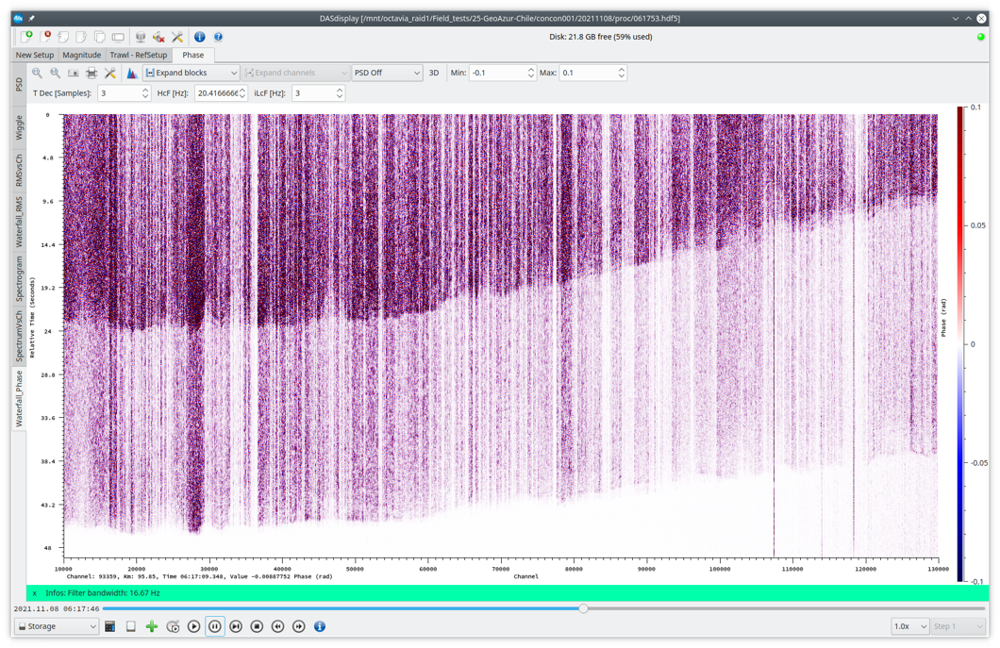 DASdisplay [/mnt/octavia_raid1/Field_tests/25-GeoAzur-Chile/concon001/20211108/proc/061753.hdf5]
Disk: 21.8 GB free (59% used)
New Setup Magnitude Trawl - RefSetup Phase
Expand blocks Expand channels PSD Off 3D Min: -0.1 Max: 0.1
T Dec [Samples]: 3 HcF [Hz]: 20.4166666 iLcF [Hz]: 3
PSD
Wiggle
RMSvsCh
Waterfall_RMS
Spectrogram
SpectrumVsCh
Waterfall_Phase
Relative Time (Seconds)
0
4.8
9.6
14.4
19.2
24
28.8
33.6
38.4
43.2
48
10000 20000 30000 40000 50000 60000 70000 80000 90000 100000 110000 120000 130000
Channel: 93359, Km: 95.85, Time 06:17:09.348, Value -0.00887752 Phase (rad) Channel
0.1
0.05
0
-0.05
-0.1
Phase (rad)
x Infos: Filter bandwidth: 16.67 Hz
2021.11.08 06:17:46
Storage 1.0x Step 1